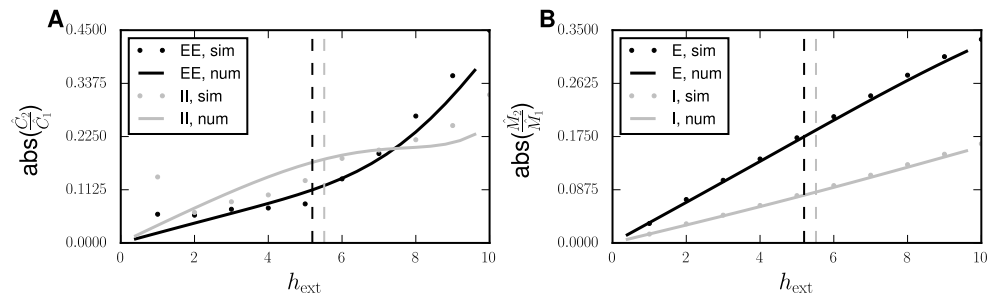 A
0.4500
0.3375
0.2250
0.1125
0.0000
abs(Ĉ₂/Ĉ₁)
EE, sim
EE, num
II, sim
II, num
0 2 4 6 8 10
h_ext
B
0.3500
0.2625
0.1750
0.0875
0.0000
abs(M̂₂/M̂₁)
E, sim
E, num
I, sim
I, num
0 2 4 6 8 10
h_ext